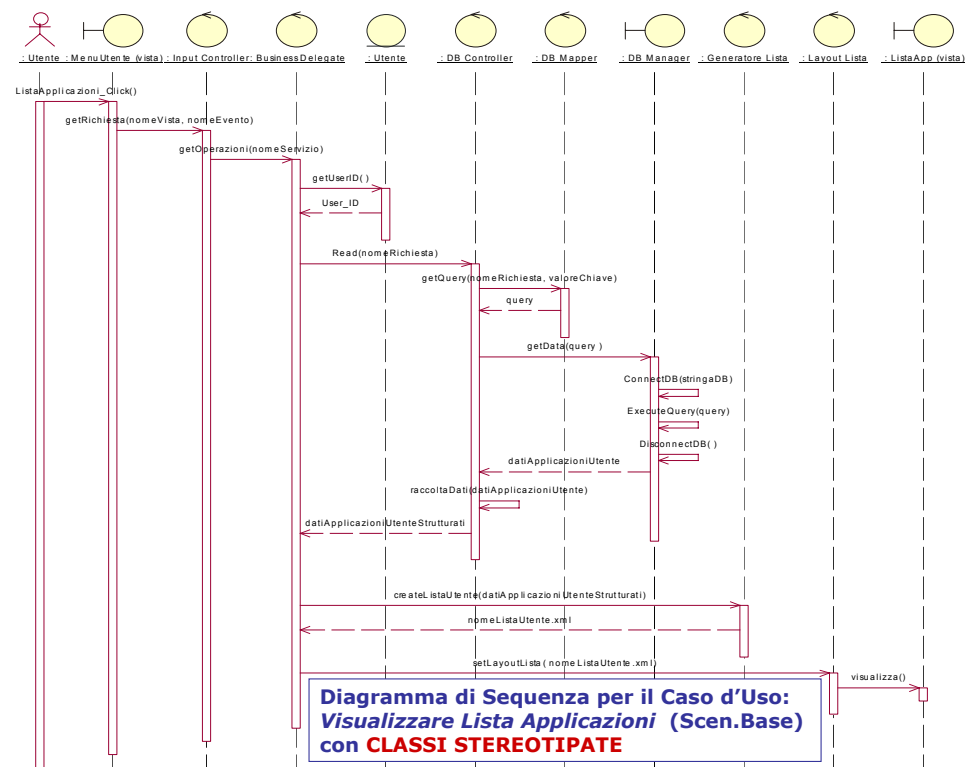 : Utente : MenuUtente (vista) : Input Controller : BusinessDelegate : Utente : DB Controller : DB Mapper : DB Manager : Generatore Lista : Layout Lista : ListaApp (vista)
ListaApplicazioni_Click()
getRichiesta(nomeVista, nomeEvento)
getOperazioni(nomeServizio)
getUserID( )
User_ID
Read(nomeRichiesta)
getQuery(nomeRichiesta, valoreChiave)
query
getData(query )
ConnectDB(stringaDB)
ExecuteQuery(query)
DisconnectDB( )
datiApplicazioniUtente
raccoltaDati(datiApplicazioniUtente)
datiApplicazioniUtenteStrutturati
createListaUtente(datiApplicazioniUtenteStrutturati)
nomeListaUtente.xml
setLayoutLista( nomeListaUtente.xml)
visualizza()
Diagramma di Sequenza per il Caso d'Uso:
Visualizzare Lista Applicazioni (Scen.Base)
con CLASSI STEREOTIPATE